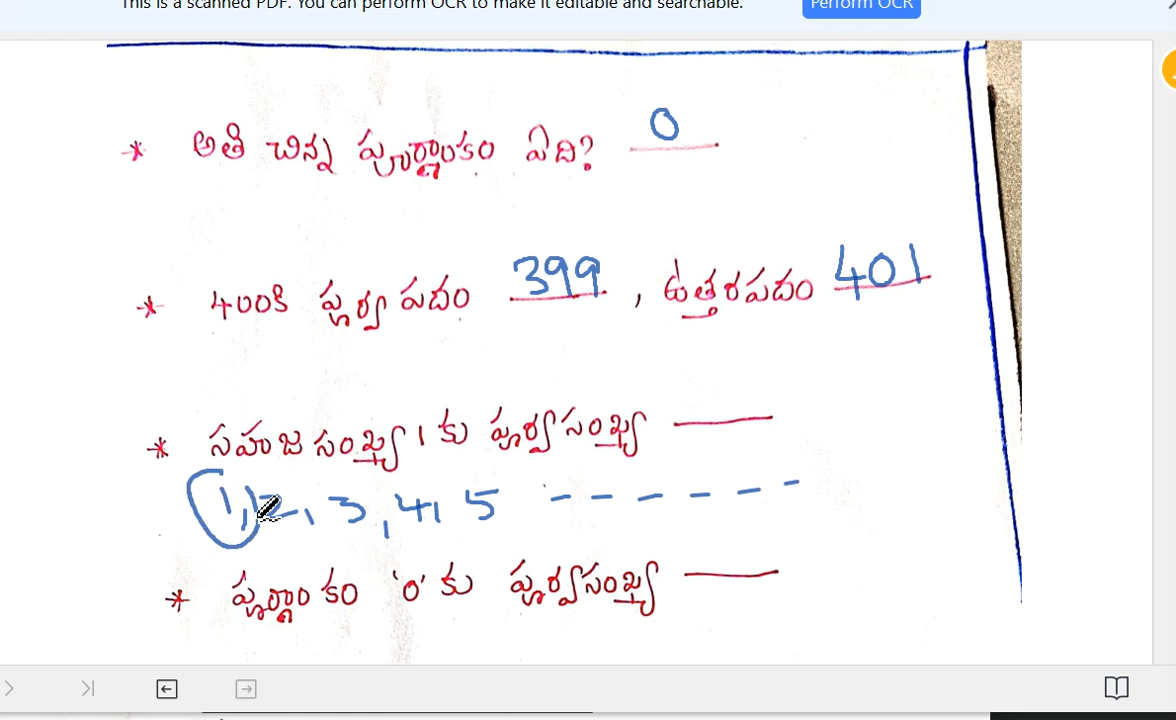 This is a scanned PDF. You can perform OCR to make it editable and searchable. Perform OCR
* అతి చిన్న పూర్ణాంకం ఏది? 0
* 400కి పూర్వ పదం 399 , ఉత్తరపదం 401
* సహజ సంఖ్య 1 కు పూర్వసంఖ్య
1, 2, 3, 4, 5 - - - - - -
* పూర్ణాంకం '0' కు పూర్వసంఖ్య